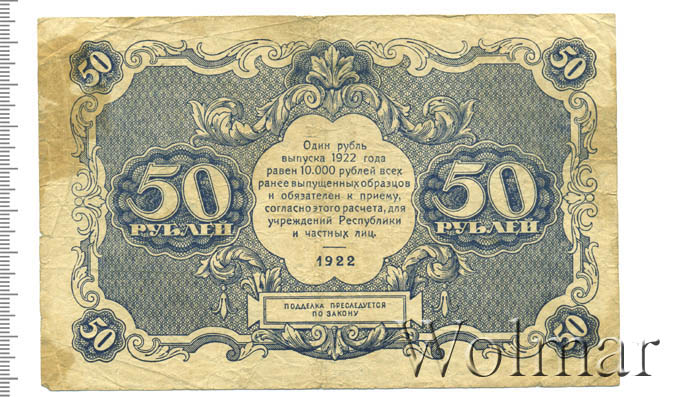 50 50
Один рубль
выпуска 1922 года
равен 10.000 рублей всех
ранее выпущенных образцов
и обязателен к приему,
согласно этого расчета, для
учреждений Республики
и частных лиц.
50 РУБЛЕЙ 50 РУБЛЕЙ
1922
ПОДДЕЛКА ПРЕСЛЕДУЕТСЯ
ПО ЗАКОНУ
50 50
Wolmar